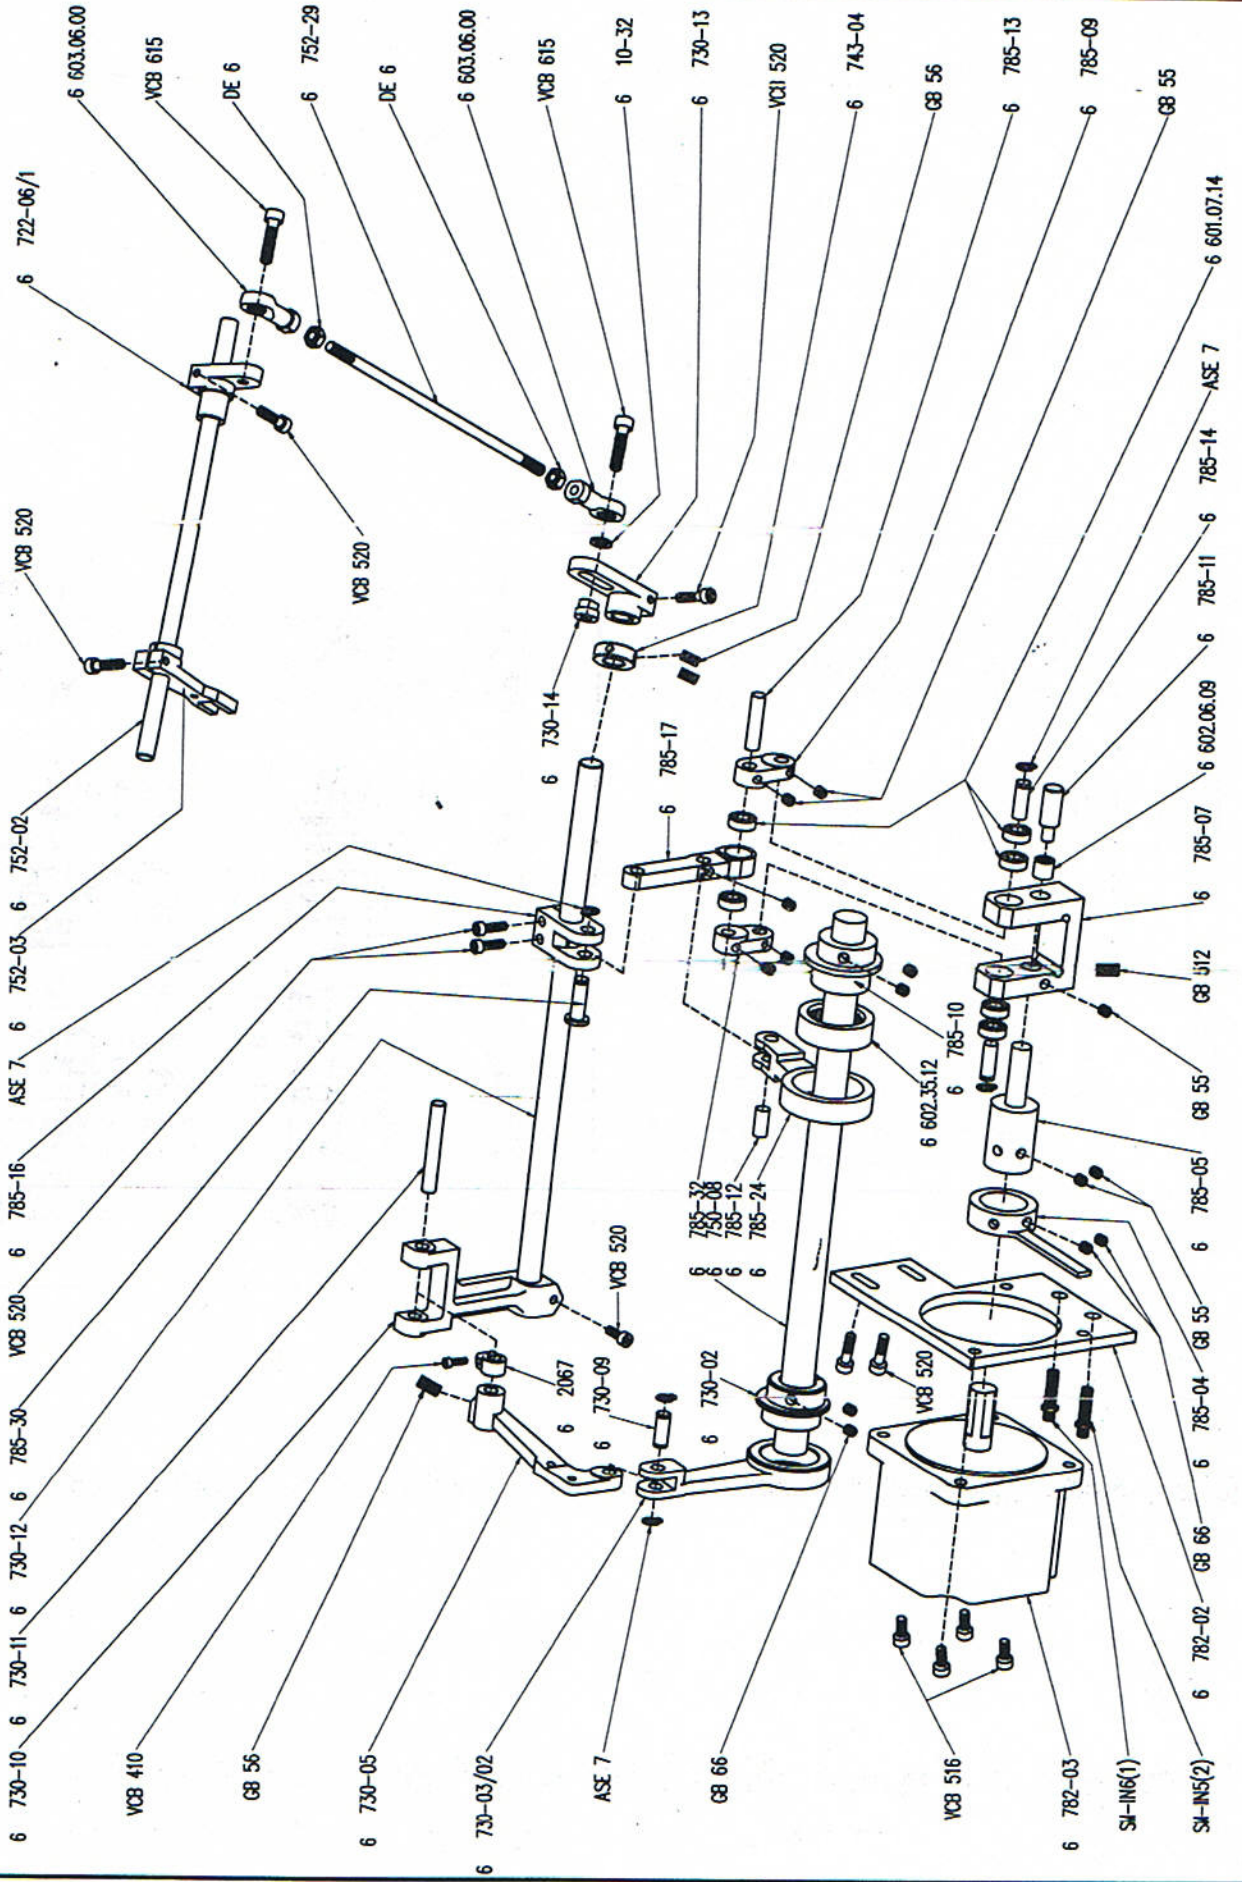 6 603.06.00
VCB 615
DE 6
6 752-29
DE 6
6 603.06.00
VCB 615
6 10-32
6 730-13
VCB 520
6 743-04
GB 56
6 785-13
6 785-09
GB 55
6 601.07.14
ASE 7
6 785-14
6 785-11
6 602.06.09
6 785-07
GB 512
GB 55
6 785-05
GB 55
6 785-04
GB 66
6 782-02
SW-IN5(2)
SW-IN6(1)
6 782-03
VCB 516
GB 66
ASE 7
6 730-03/02
6 730-05
GB 56
VCB 410
6 730-10
6 730-11
6 730-12
6 785-30
VCB 520
6 785-16
ASE 7
6 752-03
6 752-02
VCB 520
6 722-06/1
VCB 520
6 730-14
6 785-17
6 785-10
6 602.35.12
6 785-32
6 750-08
6 785-12
6 785-24
VCB 520
6 2067
6 730-09
6 730-02
VCB 520